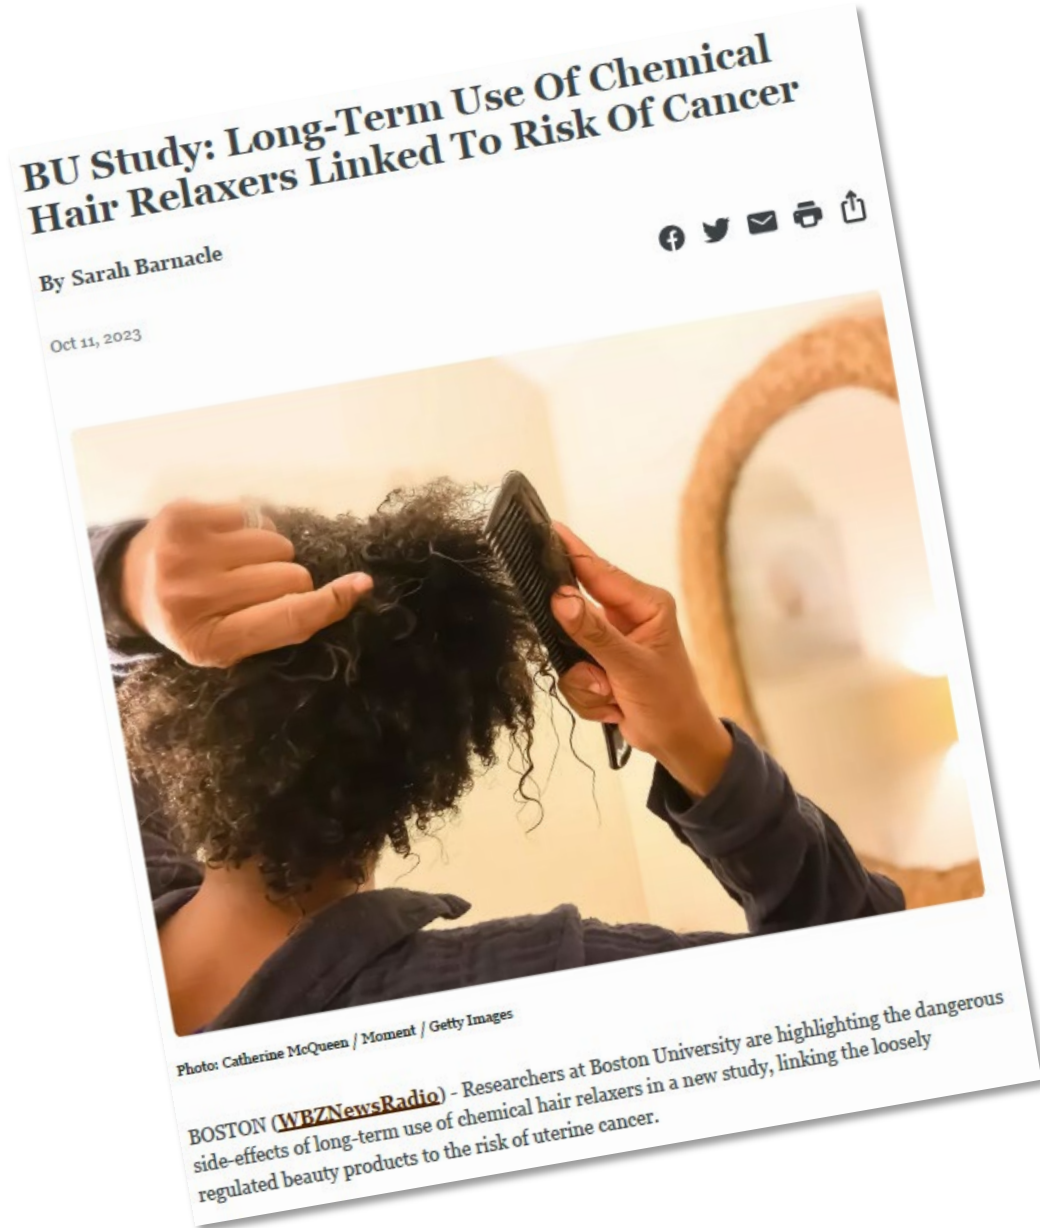 BU Study: Long-Term Use Of Chemical
Hair Relaxers Linked To Risk Of Cancer
By Sarah Barnacle
Oct 11, 2023
Photo: Catherine McQueen / Moment / Getty Images
BOSTON (WBZNewsRadio) - Researchers at Boston University are highlighting the dangerous
side-effects of long-term use of chemical hair relaxers in a new study, linking the loosely
regulated beauty products to the risk of uterine cancer.